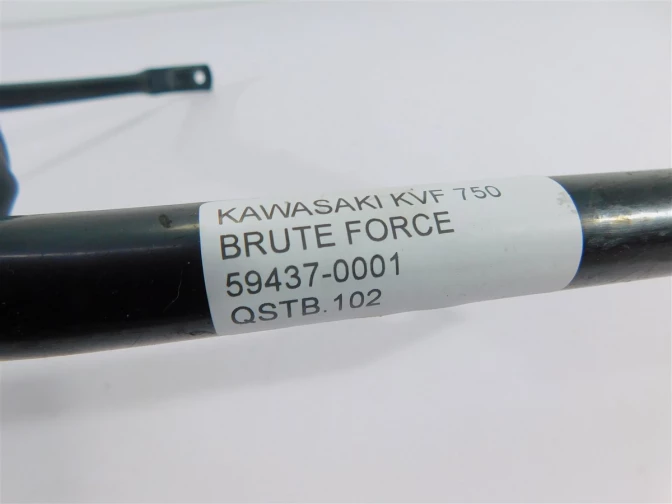 KAWASAKI KVF 750
BRUTE FORCE
59437-0001
QSTB.102